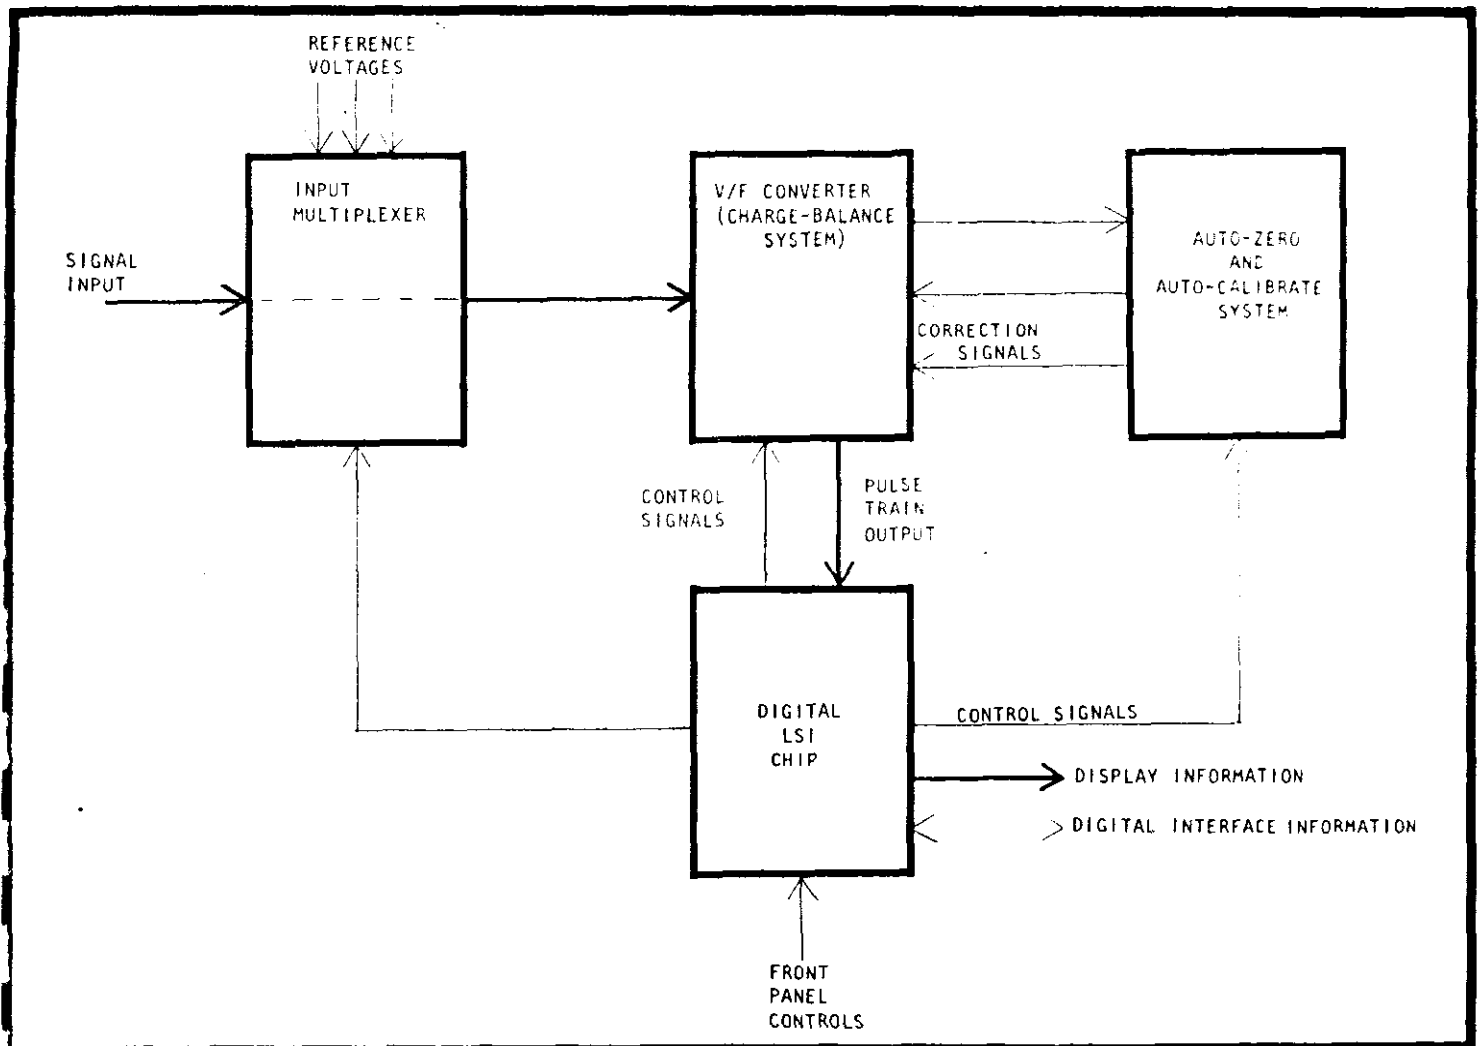 REFERENCE
VOLTAGES
INPUT
MULTIPLEXER
SIGNAL
INPUT
V/F CONVERTER
(CHARGE-BALANCE
SYSTEM)
AUTO-ZERO
AND
AUTO-CALIBRATE
SYSTEM
CORRECTION
SIGNALS
CONTROL
SIGNALS
PULSE
TRAIN
OUTPUT
DIGITAL
LSI
CHIP
CONTROL SIGNALS
DISPLAY INFORMATION
DIGITAL INTERFACE INFORMATION
FRONT
PANEL
CONTROLS